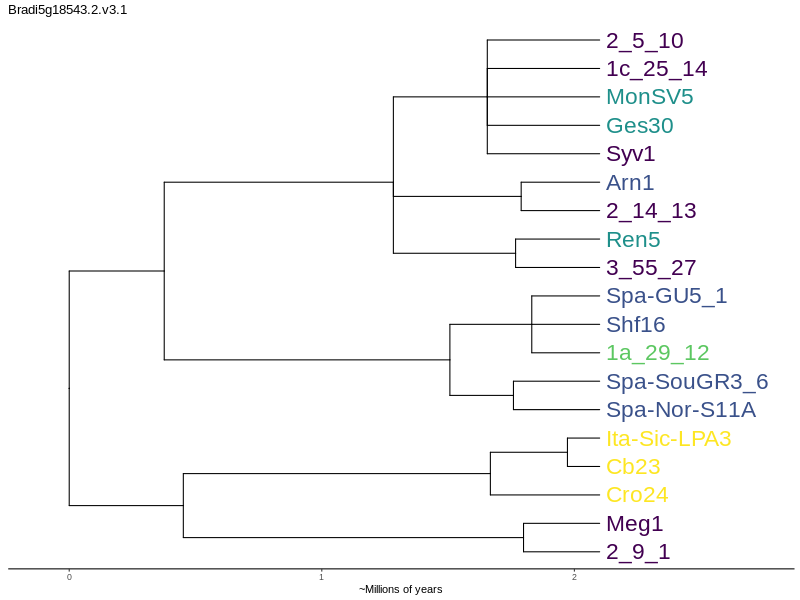 Bradi5g18543.2.v3.1
2_5_10
1c_25_14
MonSV5
Ges30
Syv1
Arn1
2_14_13
Ren5
3_55_27
Spa-GU5_1
Shf16
1a_29_12
Spa-SouGR3_6
Spa-Nor-S11A
Ita-Sic-LPA3
Cb23
Cro24
Meg1
2_9_1
0 1 2
~Millions of years